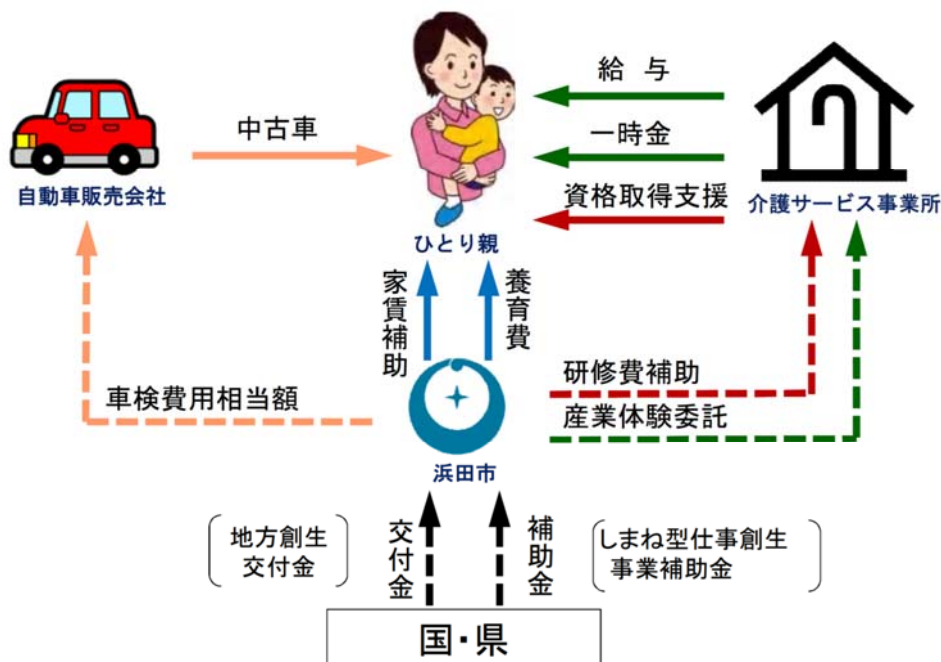 給 与
中古車
一時金
資格取得支援
自動車販売会社
介護サービス事業所
ひとり親
家賃補助
養育費
車検費用相当額
研修費補助
産業体験委託
浜田市
地方創生
交付金
交付金
補助金
しまね型仕事創生
事業補助金
国・県